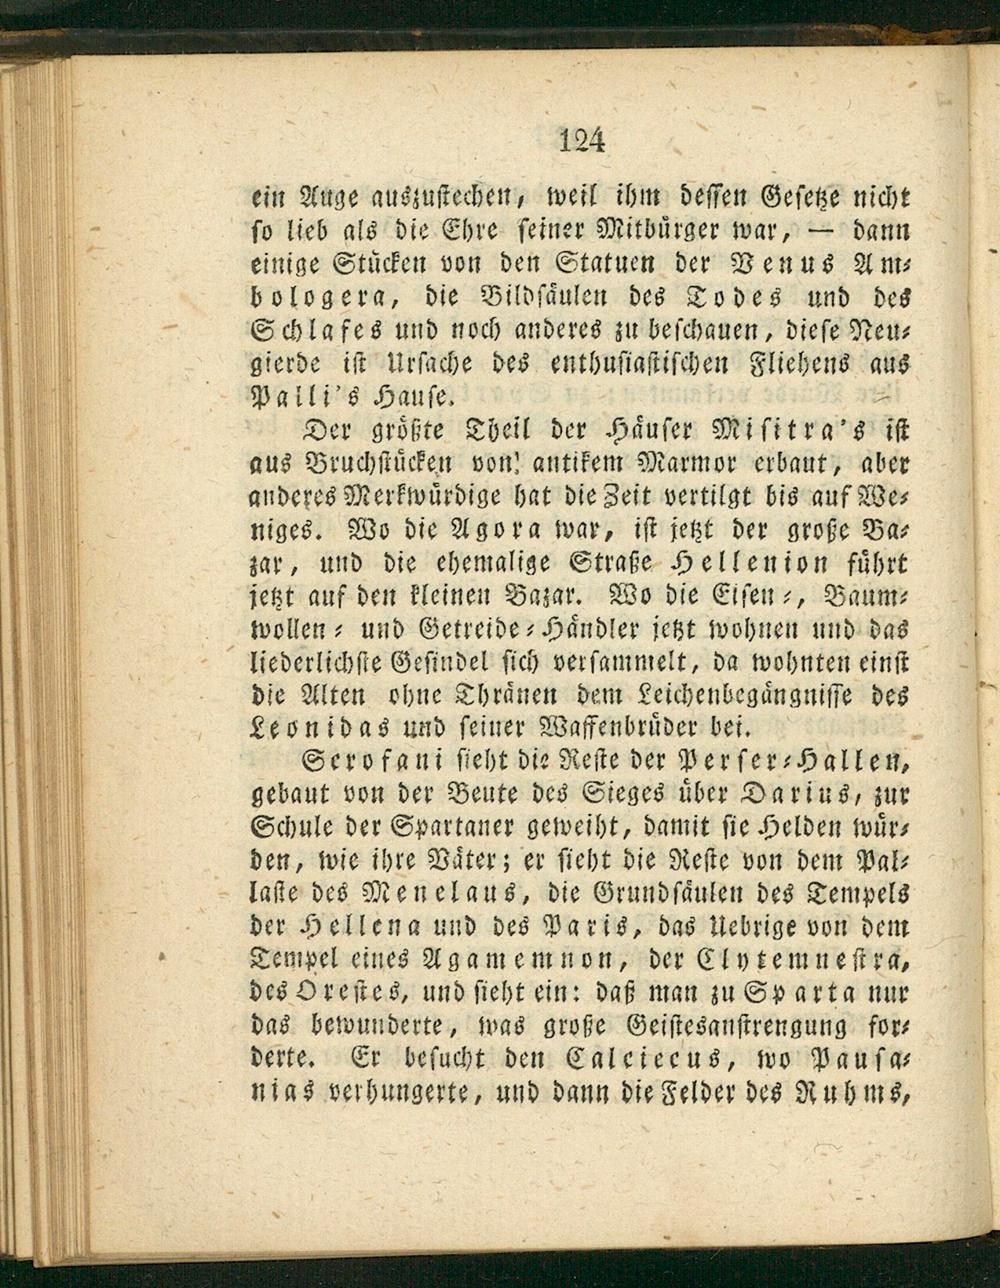 124
ein Auge auszustechen, weil ihm dessen Gesetze nicht
so lieb als die Ehre seiner Mitbürger war, — dann
einige Stücken von den Statuen der Venus Am-
bologera, die Bildsäulen des Todes und des
Schlafes und noch anderes zu beschauen, diese Neu-
gierde ist Ursache des enthusiastischen Fliehens aus
Palli's Hause.
Der größte Theil der Häuser Misitra's ist
aus Bruchstücken von antikem Marmor erbaut, aber
anderes Merkwürdige hat die Zeit vertilgt bis auf We-
niges. Wo die Agora war, ist jetzt der große Ba-
zar, und die ehemalige Straße Hellenion führt
jetzt auf den kleinen Bazar. Wo die Eisen-, Baum-
wollen- und Getreide-Händler jetzt wohnen und das
liederlichste Gesindel sich versammelt, da wohnten einst
die Alten ohne Thränen dem Leichenbegängnisse des
Leonidas und seiner Waffenbrüder bei.
Serofani sieht die Reste der Perser-Hallen,
gebaut von der Beute des Sieges über Darius, zur
Schule der Spartaner geweiht, damit sie Helden wür-
den, wie ihre Väter; er sieht die Reste von dem Pal-
laste des Menelaus, die Grundsäulen des Tempels
der Hellena und des Paris, das Uebrige von dem
Tempel eines Agamemnon, der Clytemnestra,
des Orestes, und sieht ein: daß man zu Sparta nur
das bewunderte, was große Geistesanstrengung for-
derte. Er besucht den Calciecus, wo Pausa-
nias verhungerte, und dann die Felder des Ruhms,